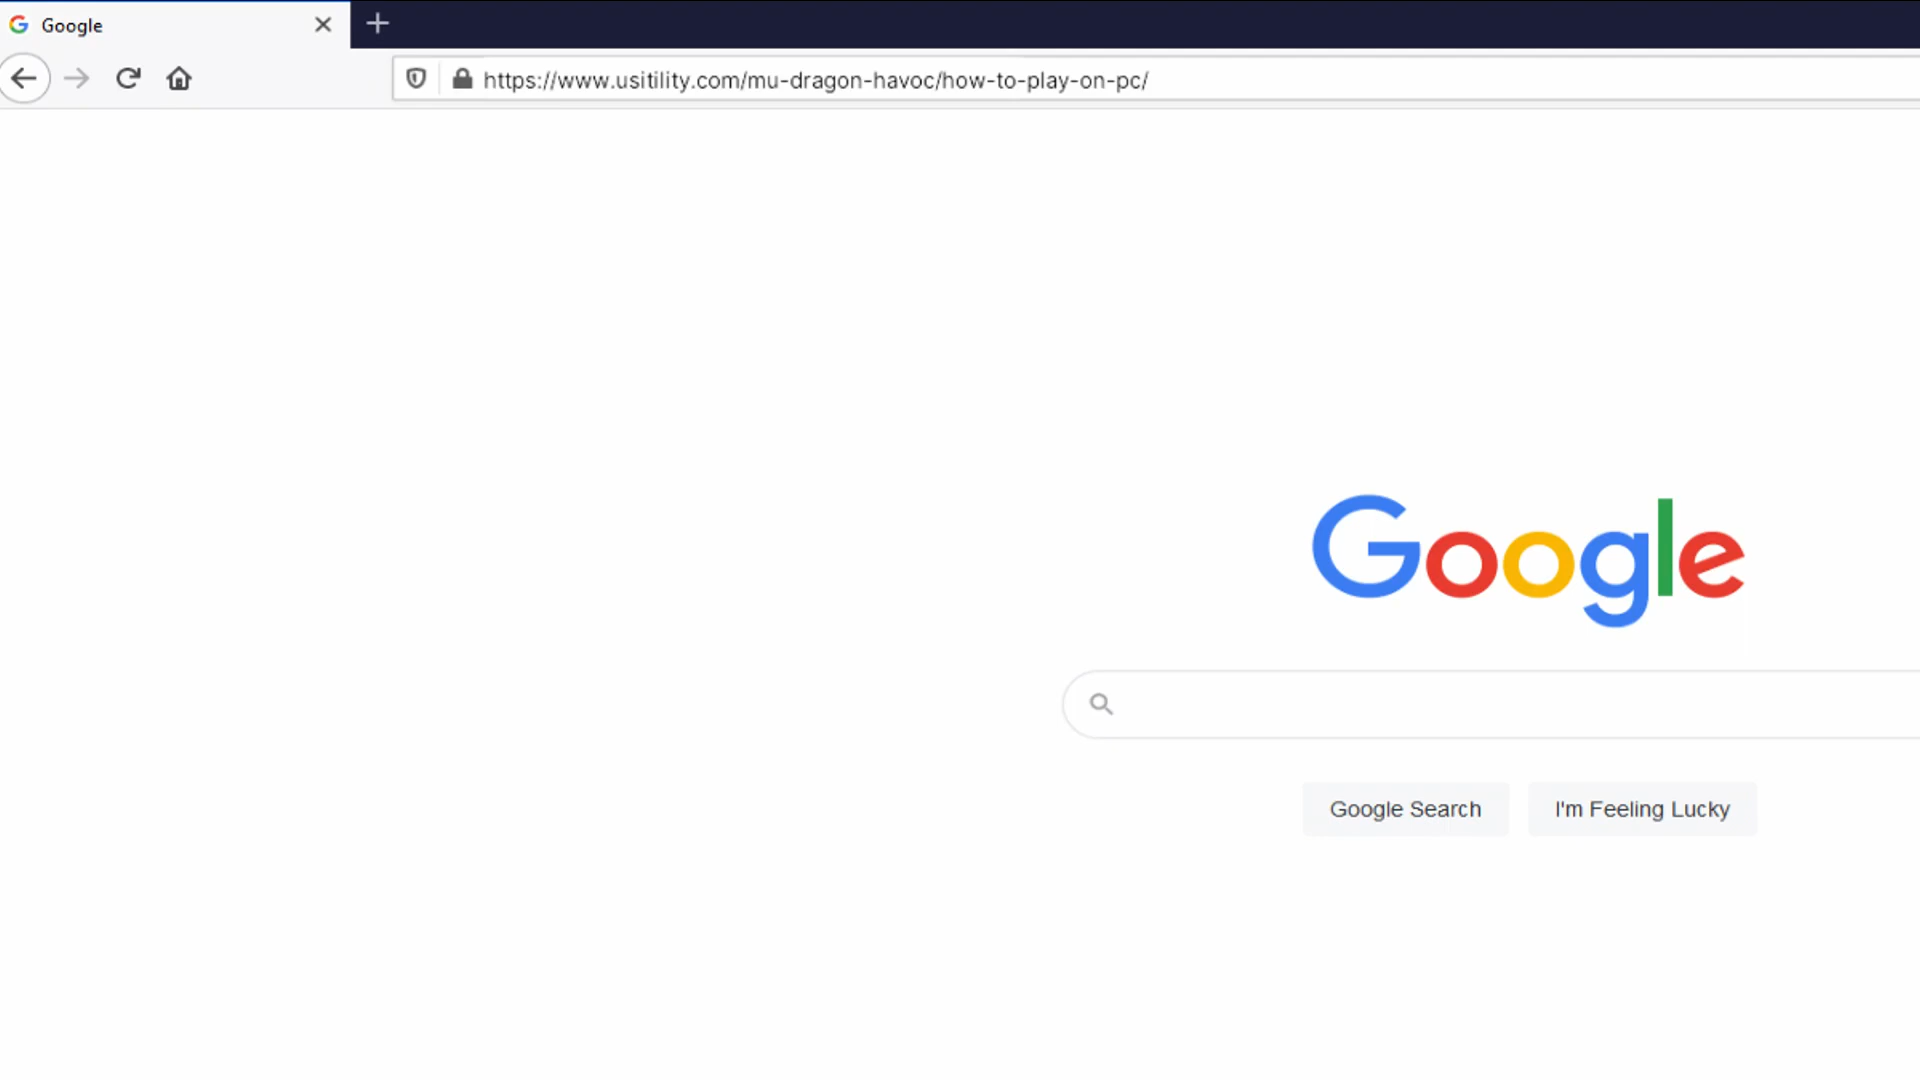 Google
https://www.usitility.com/mu-dragon-havoc/how-to-play-on-pc/
Google
Google Search
I'm Feeling Lucky